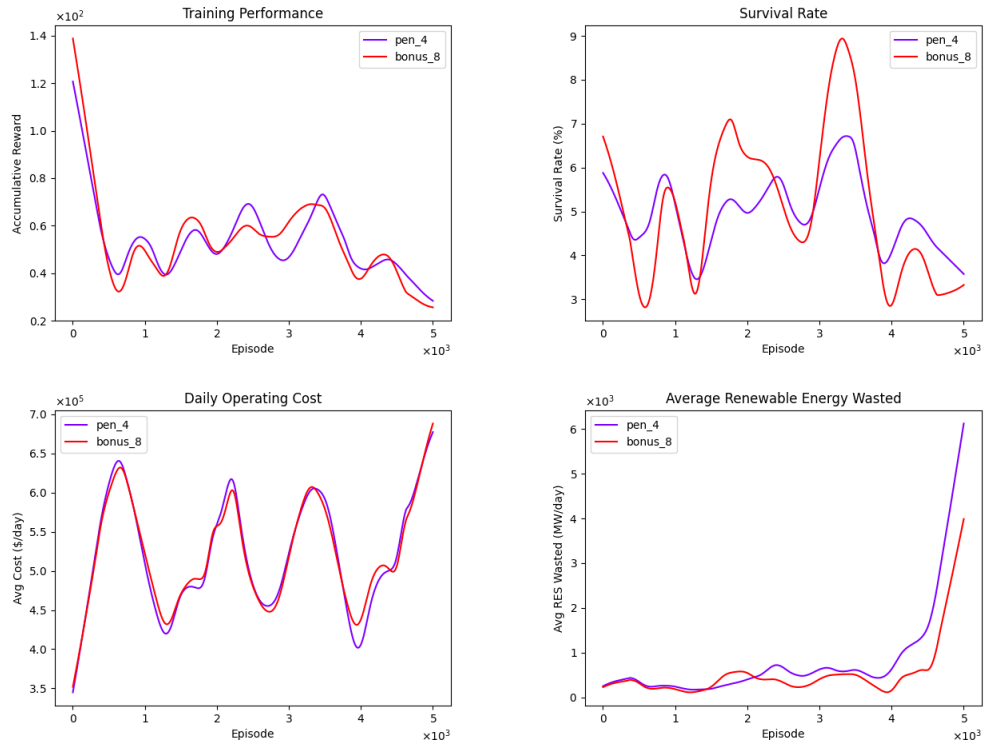 Training Performance
×10²
Accumulative Reward
1.4
1.2
1.0
0.8
0.6
0.4
0.2
pen_4
bonus_8
0 1 2 3 4 5
Episode
×10³
Survival Rate
Survival Rate (%)
9
8
7
6
5
4
3
pen_4
bonus_8
0 1 2 3 4 5
Episode
×10³
Daily Operating Cost
×10⁵
Avg Cost ($/day)
7.0
6.5
6.0
5.5
5.0
4.5
4.0
3.5
pen_4
bonus_8
0 1 2 3 4 5
Episode
×10³
Average Renewable Energy Wasted
×10³
Avg RES Wasted (MW/day)
6
5
4
3
2
1
0
pen_4
bonus_8
0 1 2 3 4 5
Episode
×10³